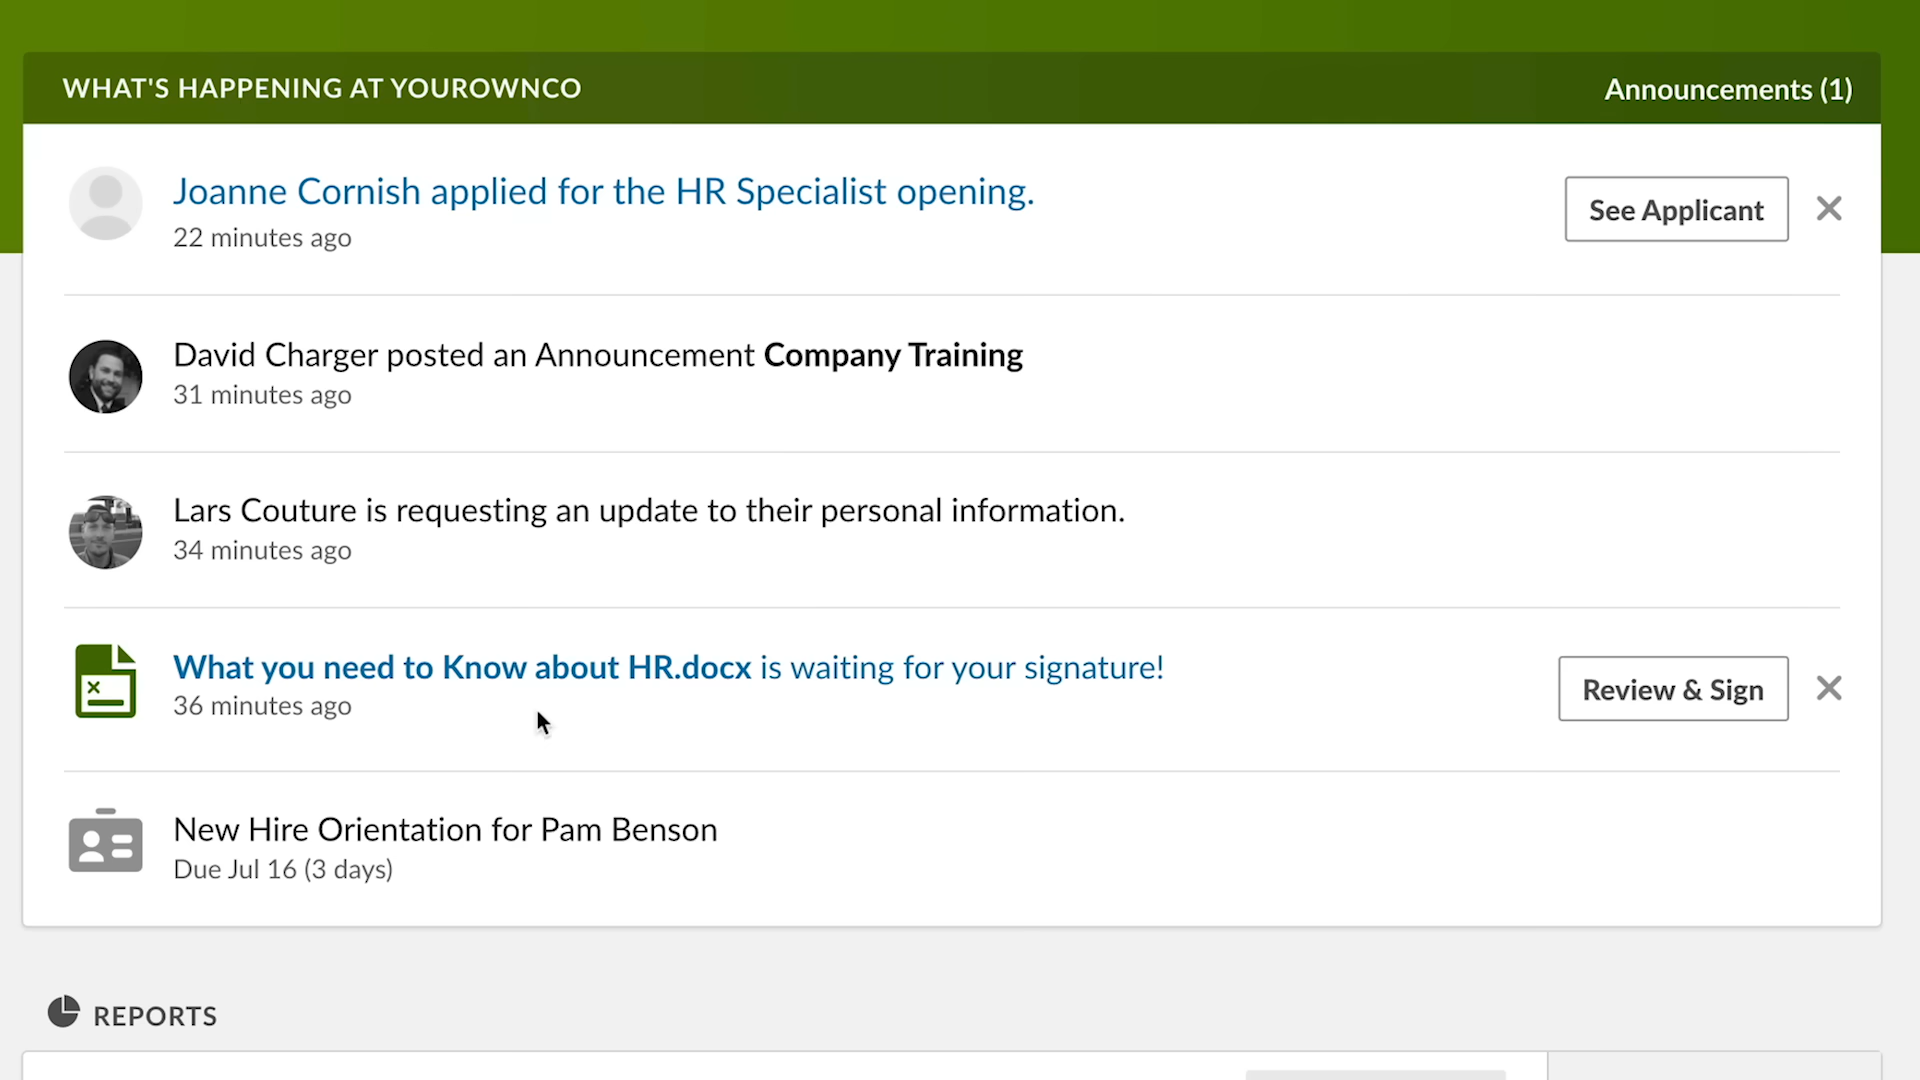 WHAT'S HAPPENING AT YOUROWNCO
Announcements (1)
Joanne Cornish applied for the HR Specialist opening.
22 minutes ago
See Applicant
David Charger posted an Announcement Company Training
31 minutes ago
Lars Couture is requesting an update to their personal information.
34 minutes ago
What you need to Know about HR.docx is waiting for your signature!
36 minutes ago
Review & Sign
New Hire Orientation for Pam Benson
Due Jul 16 (3 days)
REPORTS